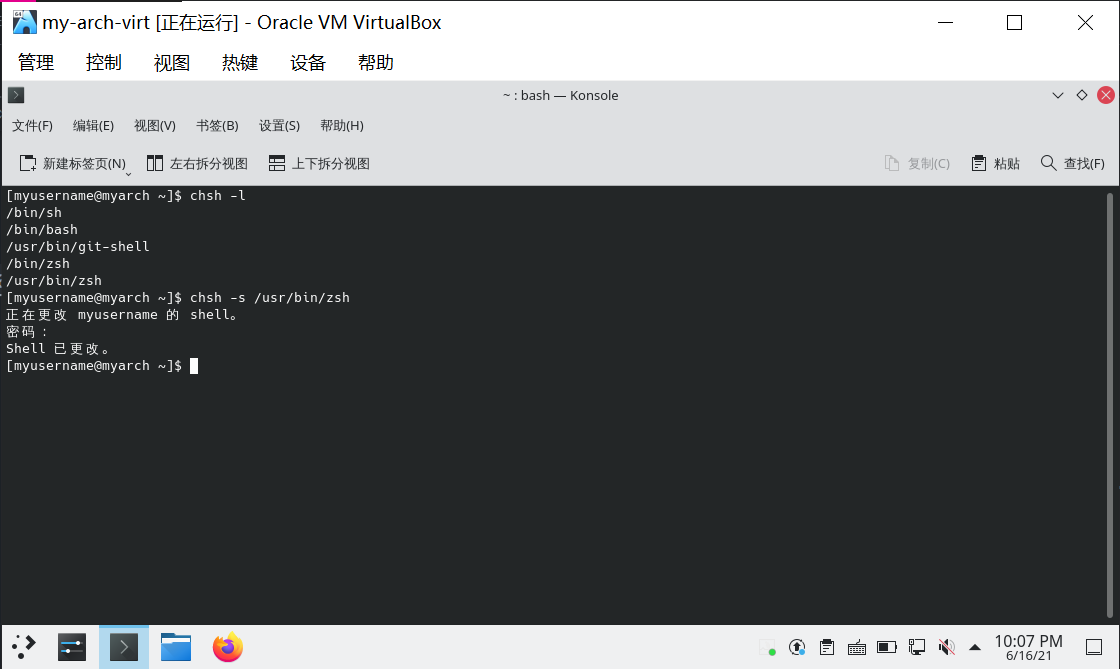 my-arch-virt [正在运行] - Oracle VM VirtualBox
管理 控制 视图 热键 设备 帮助
~ : bash — Konsole
文件(F) 编辑(E) 视图(V) 书签(B) 设置(S) 帮助(H)
新建标签页(N) 左右拆分视图 上下拆分视图 复制(C) 粘贴 查找(F)
[myusername@myarch ~]$ chsh -l
/bin/sh
/bin/bash
/usr/bin/git-shell
/bin/zsh
/usr/bin/zsh
[myusername@myarch ~]$ chsh -s /usr/bin/zsh
正在更改 myusername 的 shell。
密码：
Shell 已更改。
[myusername@myarch ~]$
10:07 PM
6/16/21